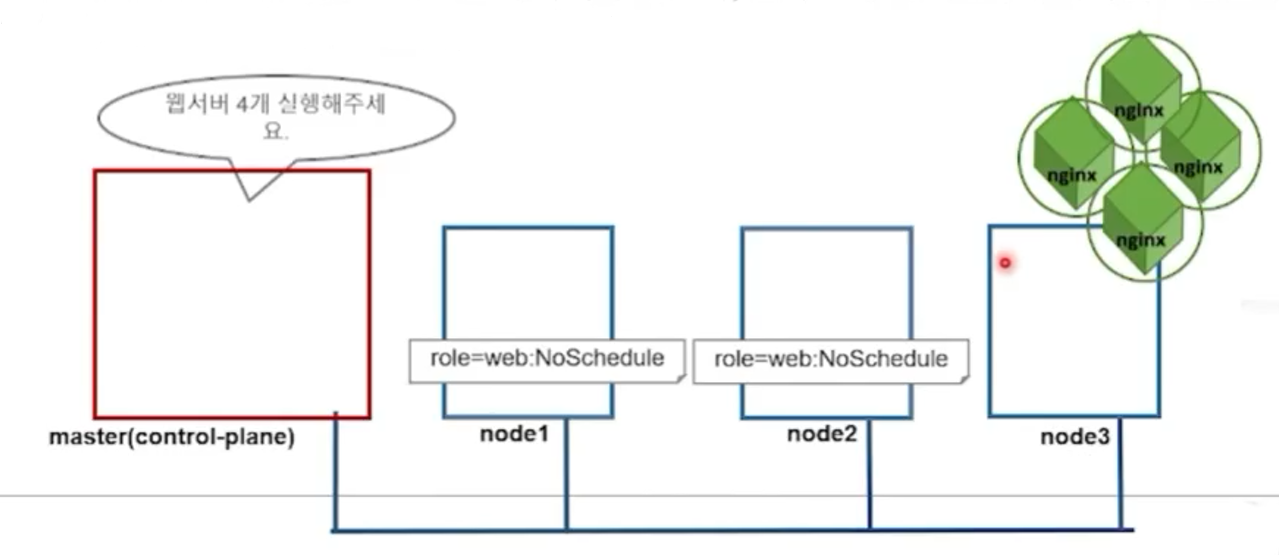 웹서버 4개 실행해주세
요.
nginx
nginx
nginx
nginx
role=web:NoSchedule
role=web:NoSchedule
master(control-plane)
node1
node2
node3